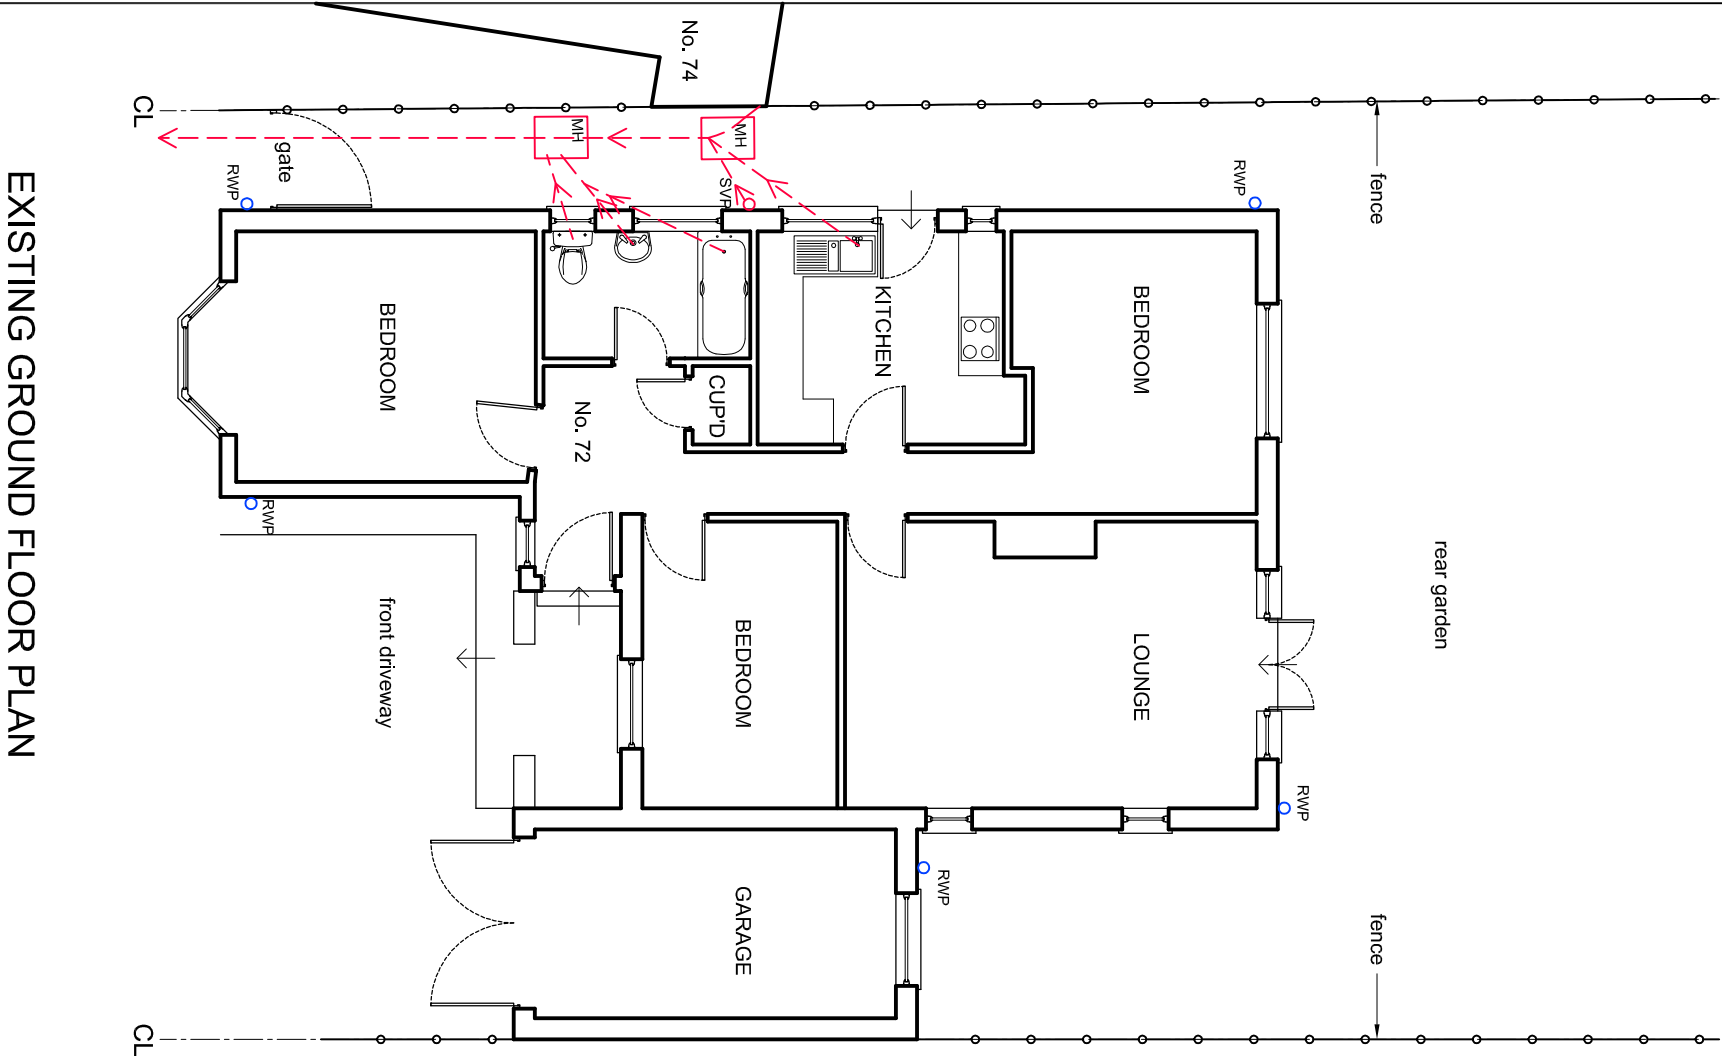 EXISTING GROUND FLOOR PLAN
CL
CL
gate
RWP
RWP
front driveway
BEDROOM
No. 72
MH
No. 74
MH
SVP
CUP'D
BEDROOM
GARAGE
KITCHEN
RWP
BEDROOM
LOUNGE
RWP
RWP
fence
fence
rear garden